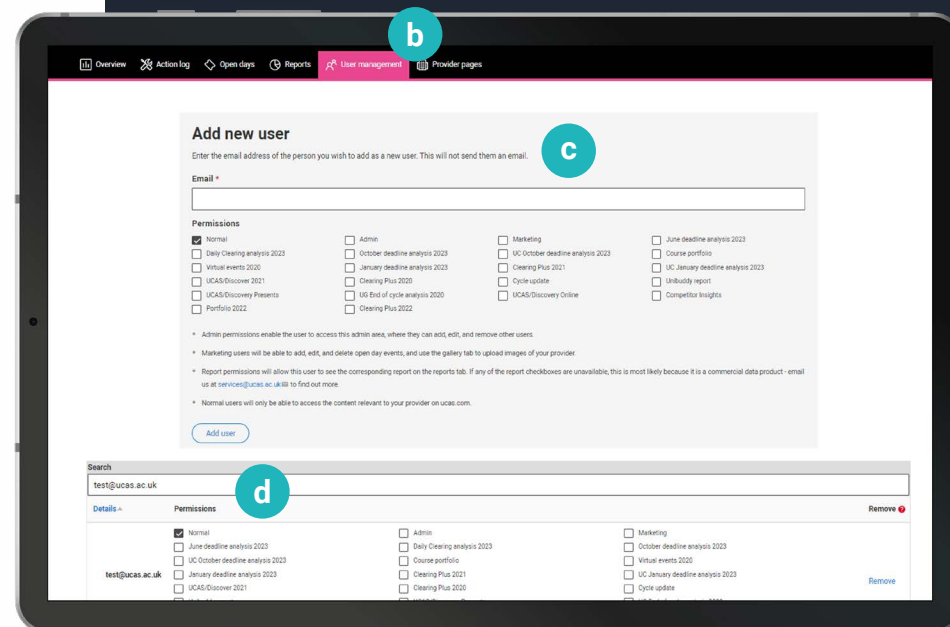 b
Overview Action log Open days Reports User management Provider pages
Add new user
Enter the email address of the person you wish to add as a new user. This will not send them an email.
c
Email *
Permissions
Normal Admin Marketing June deadline analysis 2023
Daily Clearing analysis 2023 October deadline analysis 2023 UC October deadline analysis 2023 Course portfolio
Virtual events 2020 January deadline analysis 2023 Clearing Plus 2021 UC January deadline analysis 2023
UCAS/Discover 2021 Clearing Plus 2020 Cycle update Unibuddy report
UCAS/Discovery Presents UG End of cycle analysis 2020 UCAS/Discovery Online Competitor Insights
Portfolio 2022 Clearing Plus 2022
* Admin permissions enable the user to access this admin area, where they can add, edit, and remove other users.
* Marketing users will be able to add, edit, and delete open day events, and use the gallery tab to upload images of your provider.
* Report permissions will allow this user to see the corresponding report on the reports tab. If any of the report checkboxes are unavailable, this is most likely because it is a commercial data product - email
us at services@ucas.ac.uk to find out more.
* Normal users will only be able to access the content relevant to your provider on ucas.com.
Add user
Search
test@ucas.ac.uk
d
Details Permissions Remove ?
Normal Admin Marketing
June deadline analysis 2023 Daily Clearing analysis 2023 October deadline analysis 2023
UC October deadline analysis 2023 Course portfolio Virtual events 2020
test@ucas.ac.uk January deadline analysis 2023 Clearing Plus 2021 UC January deadline analysis 2023 Remove
UCAS/Discover 2021 Clearing Plus 2020 Cycle update